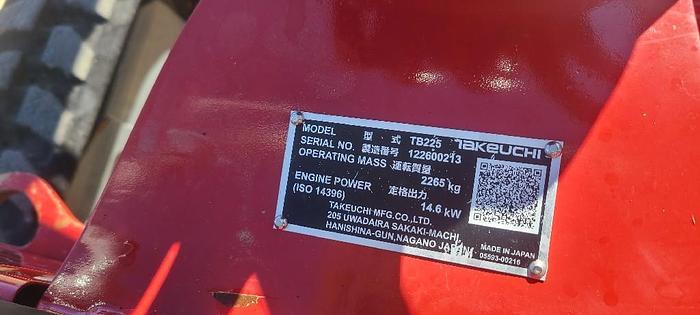 MODEL 型式 TB225 TAKEUCHI
SERIAL NO. 製造番号 122600213
OPERATING MASS 運転質量 2265 kg
ENGINE POWER 定格出力
(ISO 14396) 14.6 kW
TAKEUCHI MFG.CO.,LTD.
205 UWADAIRA SAKAKI-MACHI,
HANISHINA-GUN,NAGANO JAPAN
MADE IN JAPAN
05593-00216